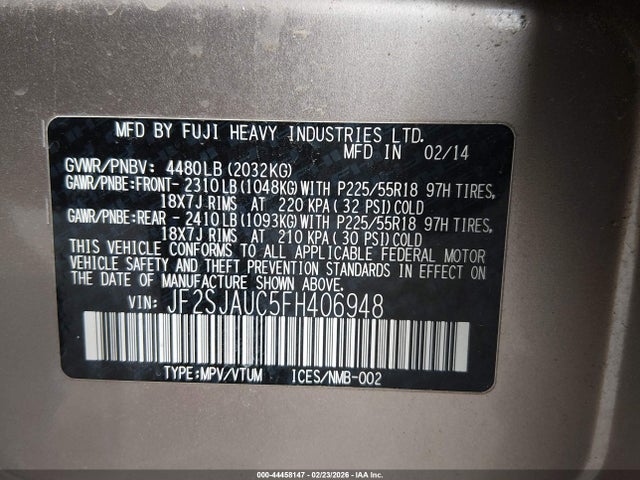 MFD BY FUJI HEAVY INDUSTRIES LTD.
MFD IN 02/14
GVWR/PNBV: 4480LB(2032KG)
GAWR/PNBE:FRONT- 2310LB(1048KG)WITH P225/55R18 97H TIRES,
18X7J RIMS AT 220 KPA( 32 PSI)COLD
GAWR/PNBE:REAR - 2410LB(1093KG)WITH P225/55R18 97H TIRES,
18X7J RIMS AT 210 KPA( 30 PSI)COLD
THIS VEHICLE CONFORMS TO ALL APPLICABLE FEDERAL MOTOR
VEHICLE SAFETY AND THEFT PREVENTION STANDARDS IN EFFECT ON
THE DATE OF MANUFACTURE SHOWN ABOVE.
VIN: JF2SJAUC5FH406948
TYPE:MPV/VTUM ICES/NMB-002
000-44458147 - 02/23/2026 - IAA Corp.